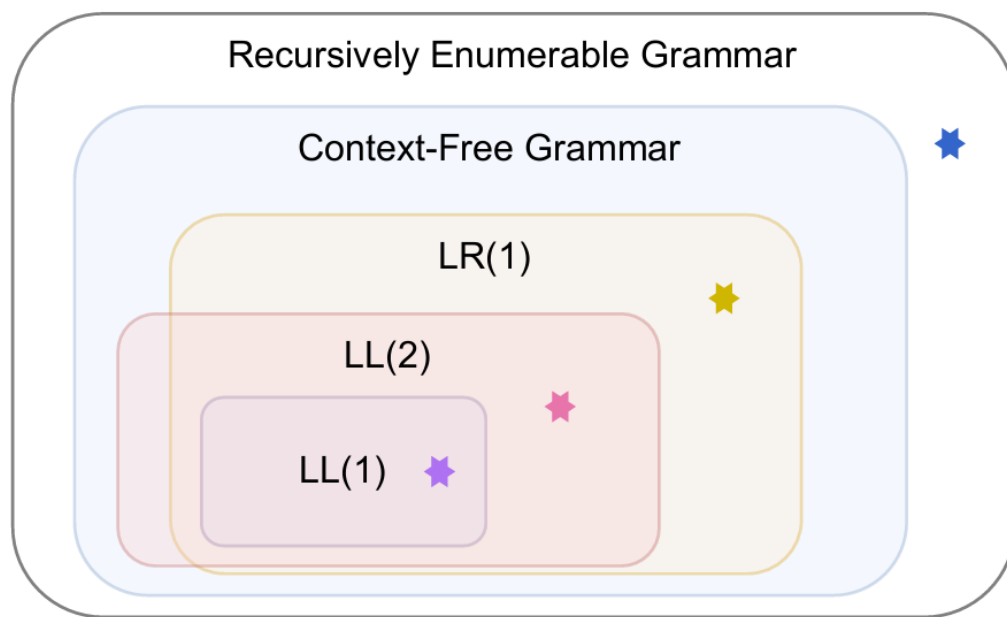 Recursively Enumerable Grammar
Context-Free Grammar
LR(1)
LL(2)
LL(1)